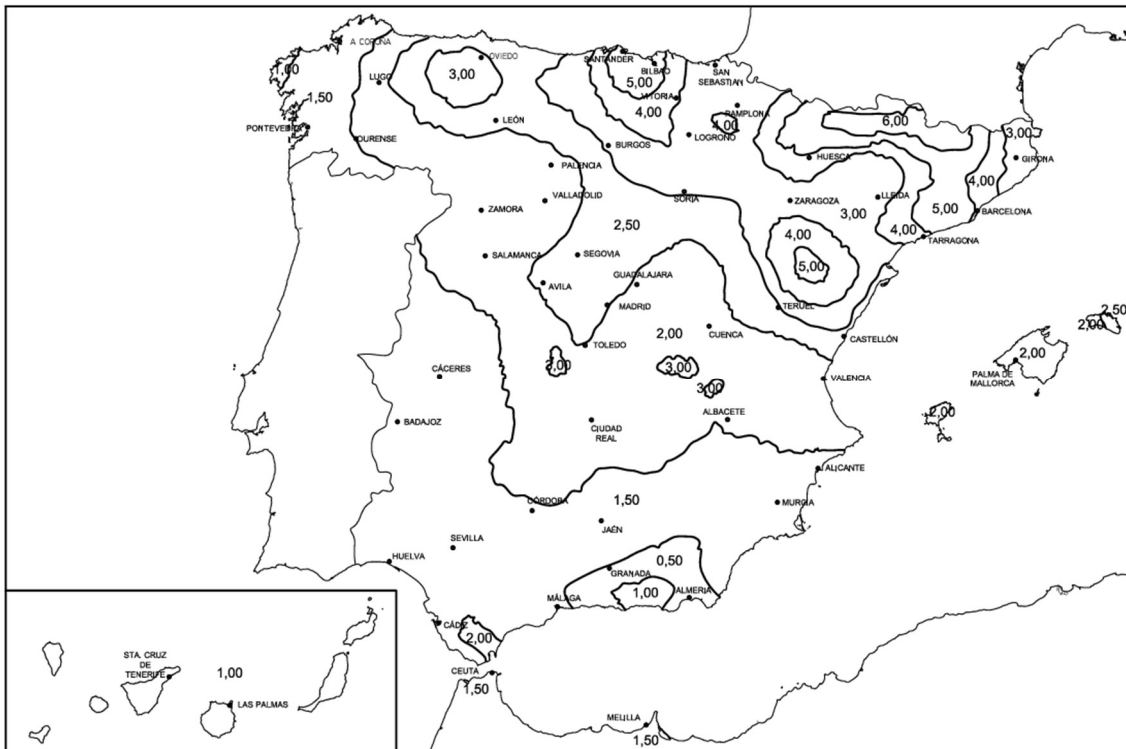 A CORUÑA
OVIEDO
SANTANDER
BILBAO
SAN
SEBASTIAN
1,00
LUGO
3,00
5,00
VITORIA
1,50
4,00
PAMPLONA
4,00
6,00
PONTEVEDRA
OURENSE
LEÓN
BURGOS
LOGROÑO
3,00
HUESCA
GIRONA
PALENCIA
4,00
ZAMORA
VALLADOLID
SORIA
ZARAGOZA
LLEIDA
3,00
5,00
BARCELONA
2,50
4,00
4,00
TARRAGONA
SALAMANCA
SEGOVIA
5,00
AVILA
GUADALAJARA
MADRID
TERUEL
2,50
2,00
2,00
CUENCA
CASTELLÓN
TOLEDO
2,00
3,00
3,00
CÁCERES
3,00
VALENCIA
PALMA DE
MALLORCA
BADAJOZ
CIUDAD
REAL
ALBACETE
2,00
ALICANTE
1,50
CÓRDOBA
MURCIA
JAÉN
SEVILLA
HUELVA
0,50
GRANADA
1,00
ALMERIA
MÁLAGA
CÁDIZ
2,00
CEUTA
1,50
MELILLA
1,50
STA. CRUZ
DE
TENERIFE
1,00
LAS PALMAS